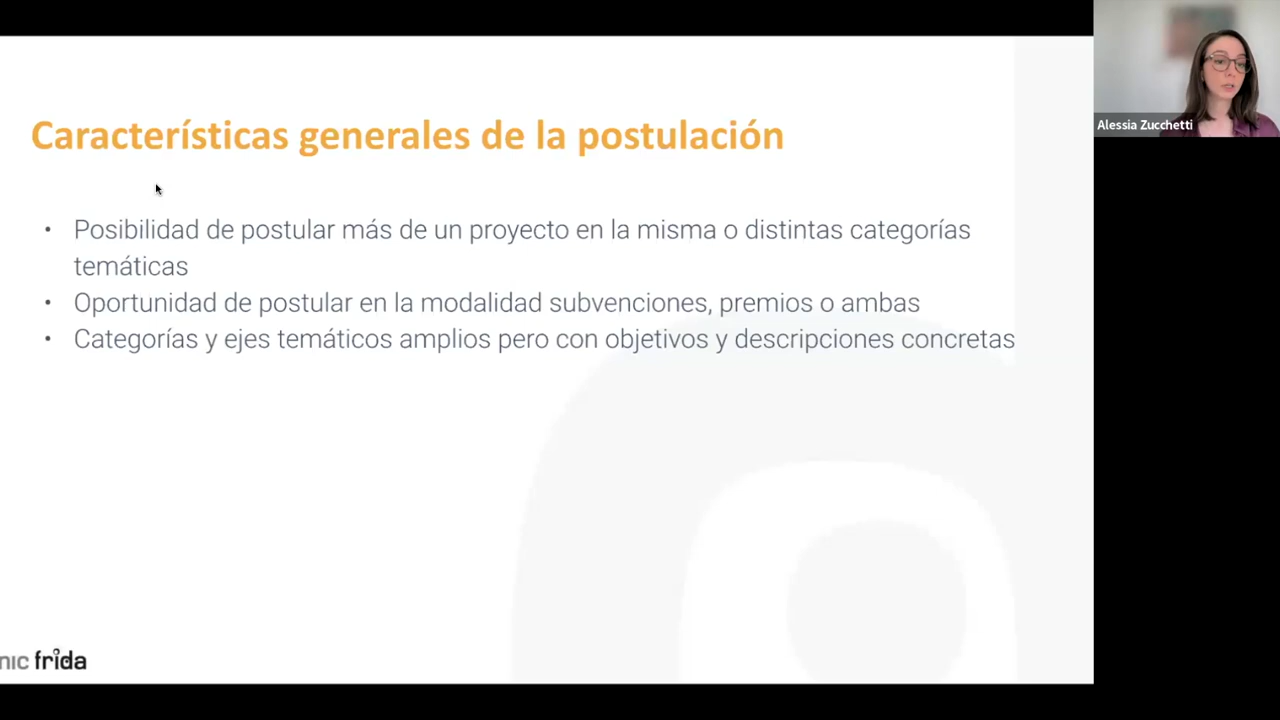 Características generales de la postulación
• Posibilidad de postular más de un proyecto en la misma o distintas categorías
temáticas
• Oportunidad de postular en la modalidad subvenciones, premios o ambas
• Categorías y ejes temáticos amplios pero con objetivos y descripciones concretas
nic frida
Alessia Zucchetti